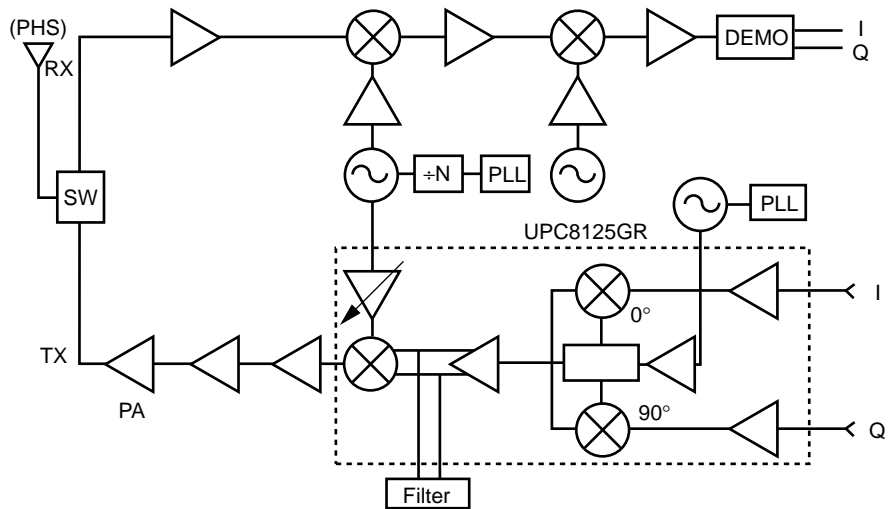 (PHS)
RX
DEMO
I
Q
SW
÷N
PLL
PLL
UPC8125GR
0°
I
TX
PA
90°
Q
Filter